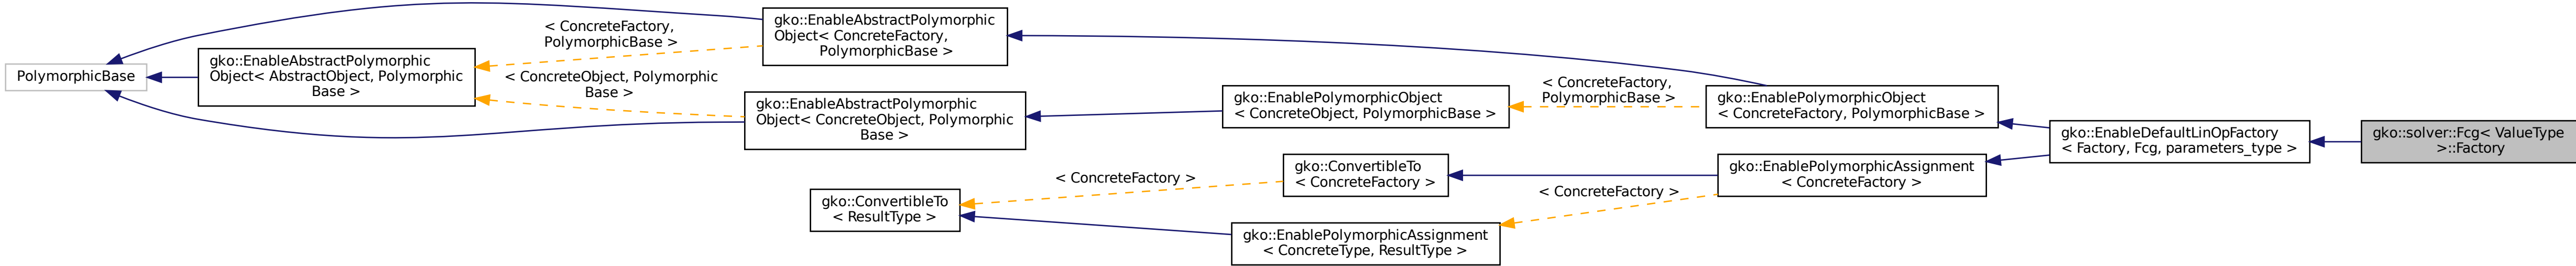 PolymorphicBase
gko::EnableAbstractPolymorphic
Object< AbstractObject, Polymorphic
Base >
< ConcreteFactory,
PolymorphicBase >
< ConcreteObject, Polymorphic
Base >
gko::EnableAbstractPolymorphic
Object< ConcreteFactory,
PolymorphicBase >
gko::EnableAbstractPolymorphic
Object< ConcreteObject, Polymorphic
Base >
gko::ConvertibleTo
< ResultType >
< ConcreteFactory >
gko::EnablePolymorphicObject
< ConcreteObject, PolymorphicBase >
gko::ConvertibleTo
< ConcreteFactory >
gko::EnablePolymorphicAssignment
< ConcreteType, ResultType >
< ConcreteFactory,
PolymorphicBase >
< ConcreteFactory >
gko::EnablePolymorphicObject
< ConcreteFactory, PolymorphicBase >
gko::EnablePolymorphicAssignment
< ConcreteFactory >
gko::EnableDefaultLinOpFactory
< Factory, Fcg, parameters_type >
gko::solver::Fcg< ValueType
>::Factory